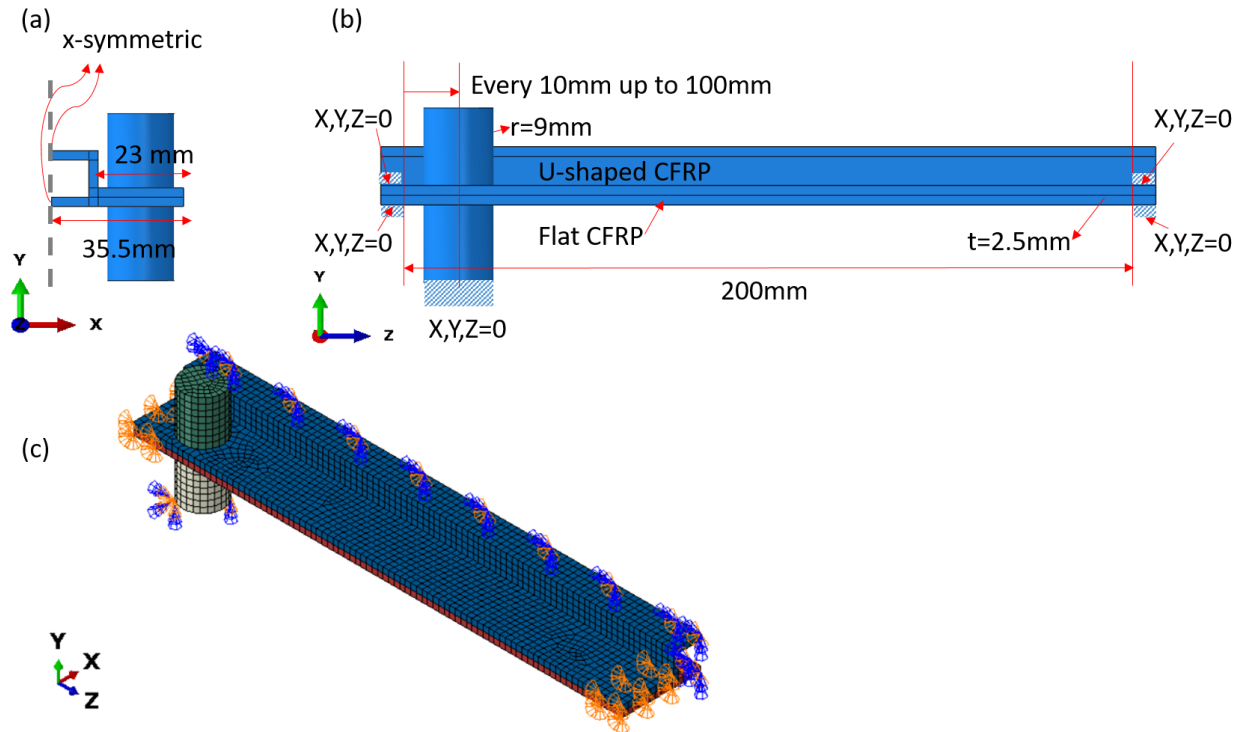 (a)
x-symmetric
23 mm
35.5mm
Y
Z
X
(b)
Every 10mm up to 100mm
X,Y,Z=0
r=9mm
X,Y,Z=0
U-shaped CFRP
X,Y,Z=0
Flat CFRP
t=2.5mm
X,Y,Z=0
200mm
X,Y,Z=0
Y
Z
(c)
Y
X
Z